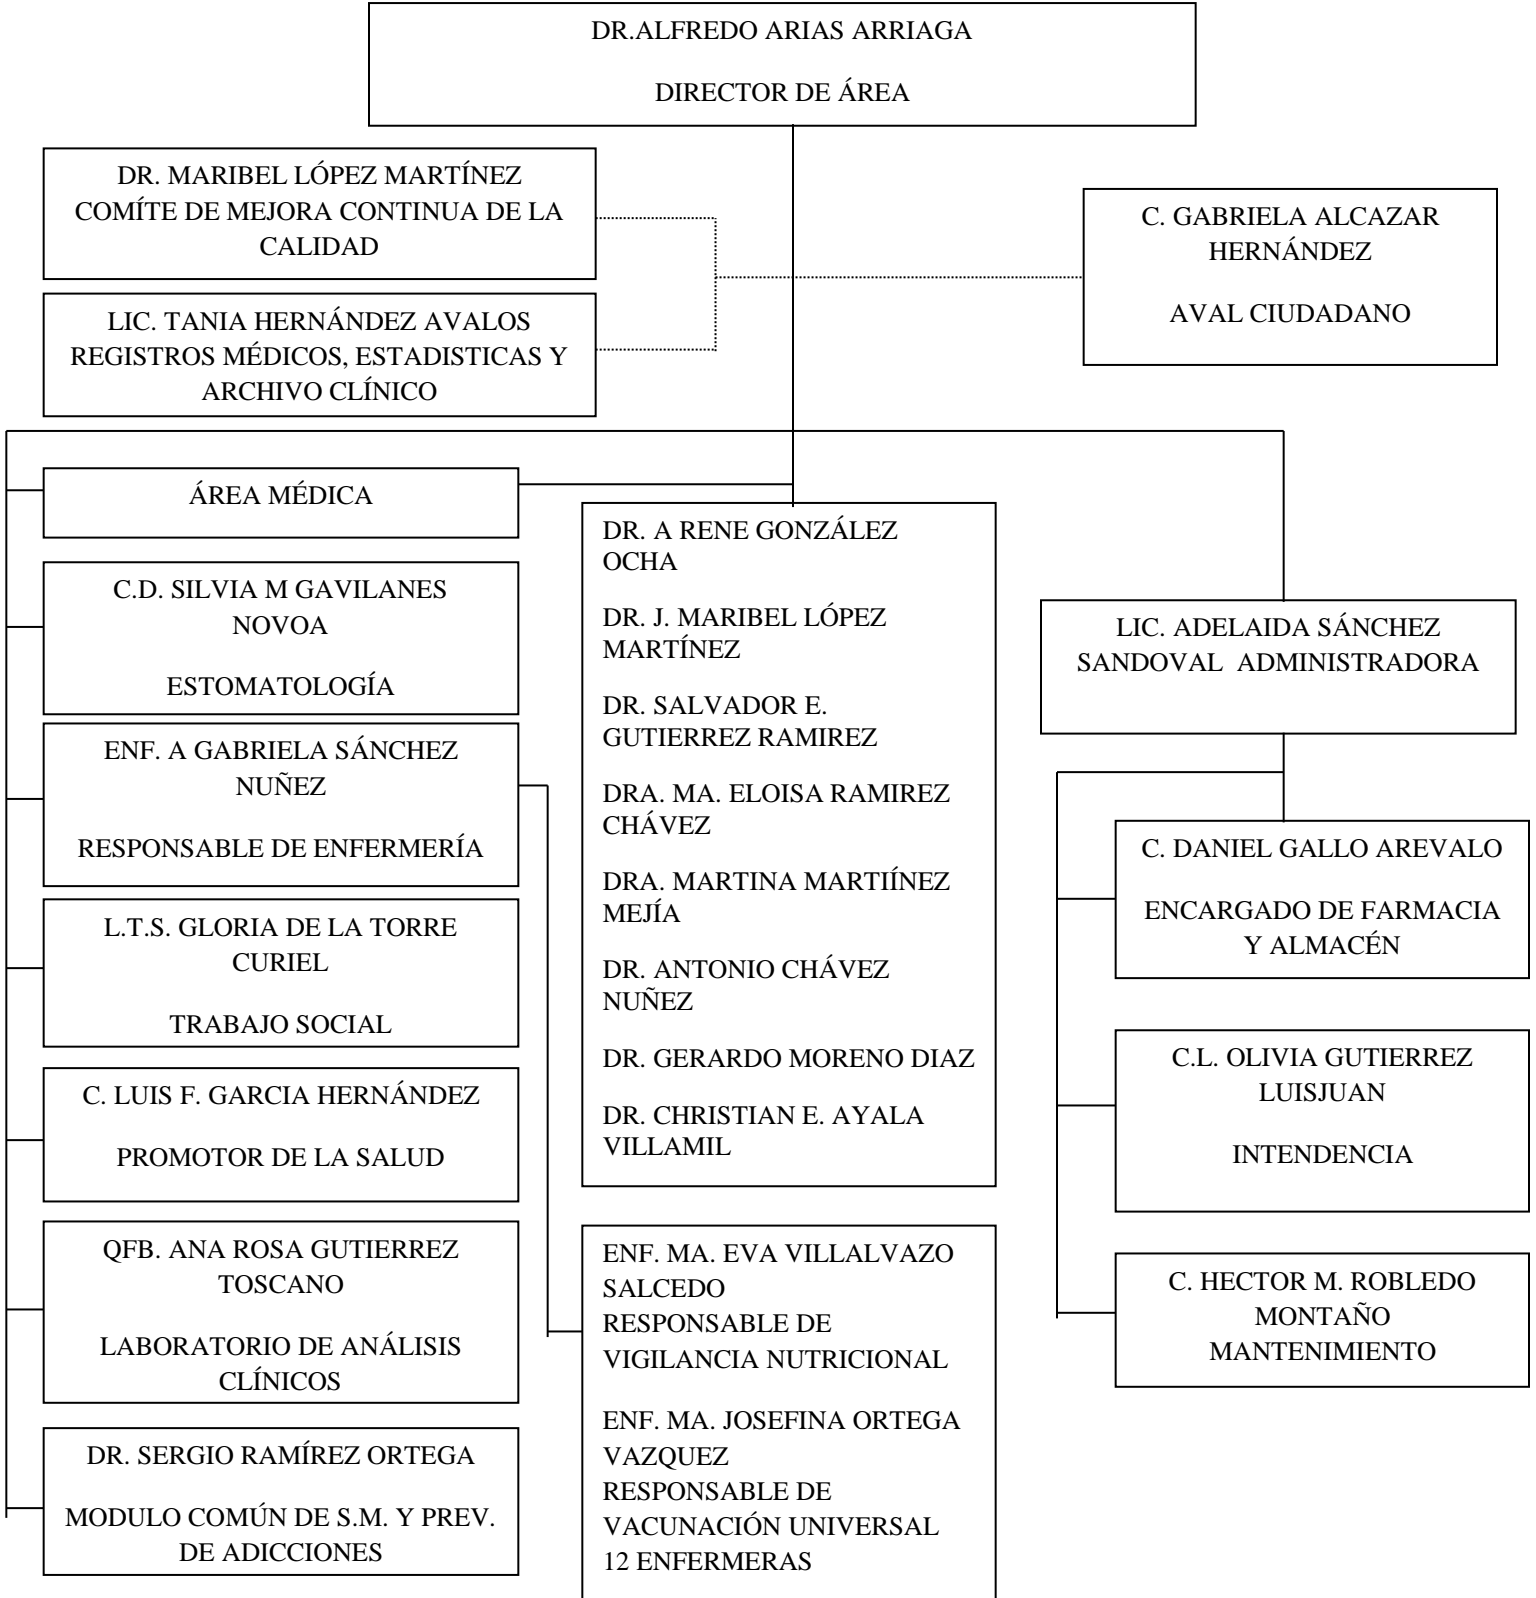 DR.ALFREDO ARIAS ARRIAGA
DIRECTOR DE ÁREA
DR. MARIBEL LÓPEZ MARTÍNEZ
COMÍTE DE MEJORA CONTINUA DE LA
CALIDAD
C. GABRIELA ALCAZAR
HERNÁNDEZ
AVAL CIUDADANO
LIC. TANIA HERNÁNDEZ AVALOS
REGISTROS MÉDICOS, ESTADISTICAS Y
ARCHIVO CLÍNICO
ÁREA MÉDICA
C.D. SILVIA M GAVILANES
NOVOA
ESTOMATOLOGÍA
ENF. A GABRIELA SÁNCHEZ
NUÑEZ
RESPONSABLE DE ENFERMERÍA
L.T.S. GLORIA DE LA TORRE
CURIEL
TRABAJO SOCIAL
C. LUIS F. GARCIA HERNÁNDEZ
PROMOTOR DE LA SALUD
QFB. ANA ROSA GUTIERREZ
TOSCANO
LABORATORIO DE ANÁLISIS
CLÍNICOS
DR. SERGIO RAMÍREZ ORTEGA
MODULO COMÚN DE S.M. Y PREV.
DE ADICCIONES
DR. A RENE GONZÁLEZ
OCHA
DR. J. MARIBEL LÓPEZ
MARTÍNEZ
DR. SALVADOR E.
GUTIERREZ RAMIREZ
DRA. MA. ELOISA RAMIREZ
CHÁVEZ
DRA. MARTINA MARTIÍNEZ
MEJÍA
DR. ANTONIO CHÁVEZ
NUÑEZ
DR. GERARDO MORENO DIAZ
DR. CHRISTIAN E. AYALA
VILLAMIL
ENF. MA. EVA VILLALVAZO
SALCEDO
RESPONSABLE DE
VIGILANCIA NUTRICIONAL
ENF. MA. JOSEFINA ORTEGA
VAZQUEZ
RESPONSABLE DE
VACUNACIÓN UNIVERSAL
12 ENFERMERAS
LIC. ADELAIDA SÁNCHEZ
SANDOVAL ADMINISTRADORA
C. DANIEL GALLO AREVALO
ENCARGADO DE FARMACIA
Y ALMACÉN
C.L. OLIVIA GUTIERREZ
LUISJUAN
INTENDENCIA
C. HECTOR M. ROBLEDO
MONTAÑO
MANTENIMIENTO